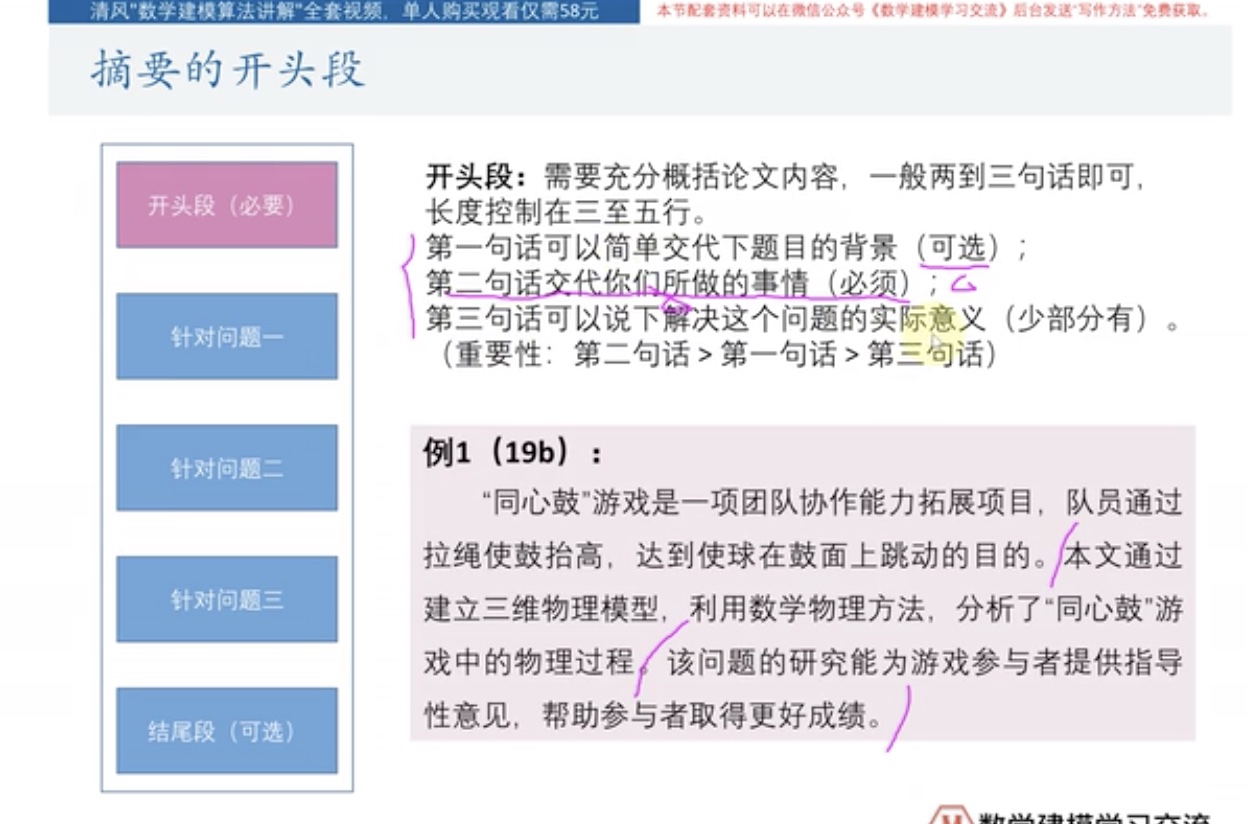 清风"数学建模算法讲解"全套视频，单人购买观看仅需58元
本节配套资料可以在微信公众号《数学建模学习交流》后台发送"写作方法"免费获取。
摘要的开头段
开头段（必要）
针对问题一
针对问题二
针对问题三
结尾段（可选）
开头段：需要充分概括论文内容，一般两到三句话即可，
长度控制在三至五行。
第一句话可以简单交代下题目的背景（可选）；
第二句话交代你们所做的事情（必须）；
第三句话可以说下解决这个问题的实际意义（少部分有）。
（重要性：第二句话 > 第一句话 > 第三句话）
例1（19b）：
“同心鼓”游戏是一项团队协作能力拓展项目，队员通过
拉绳使鼓抬高，达到使球在鼓面上跳动的目的。本文通过
建立三维物理模型，利用数学物理方法，分析了“同心鼓”游
戏中的物理过程。该问题的研究能为游戏参与者提供指导
性意见，帮助参与者取得更好成绩。
数学建模学习交流